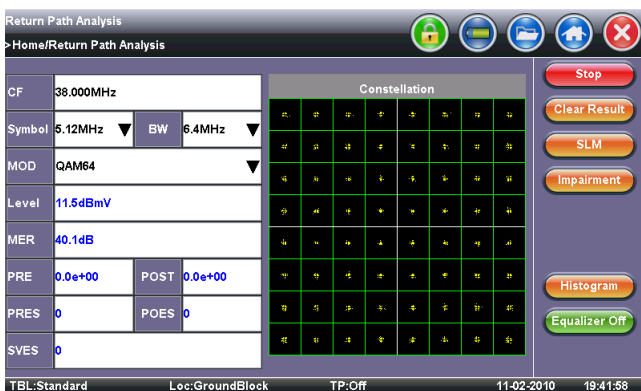 Return Path Analysis
>Home/Return Path Analysis
CF 38.000MHz
Symbol 5.12MHz BW 6.4MHz
MOD QAM64
Level 11.5dBmV
MER 40.1dB
PRE 0.0e+00 POST 0.0e+00
PRES 0 POES 0
SVES 0
Constellation
Stop
Clear Result
SLM
Impairment
Histogram
Equalizer Off
TBL:Standard Loc:GroundBlock TP:Off 11-02-2010 19:41:58